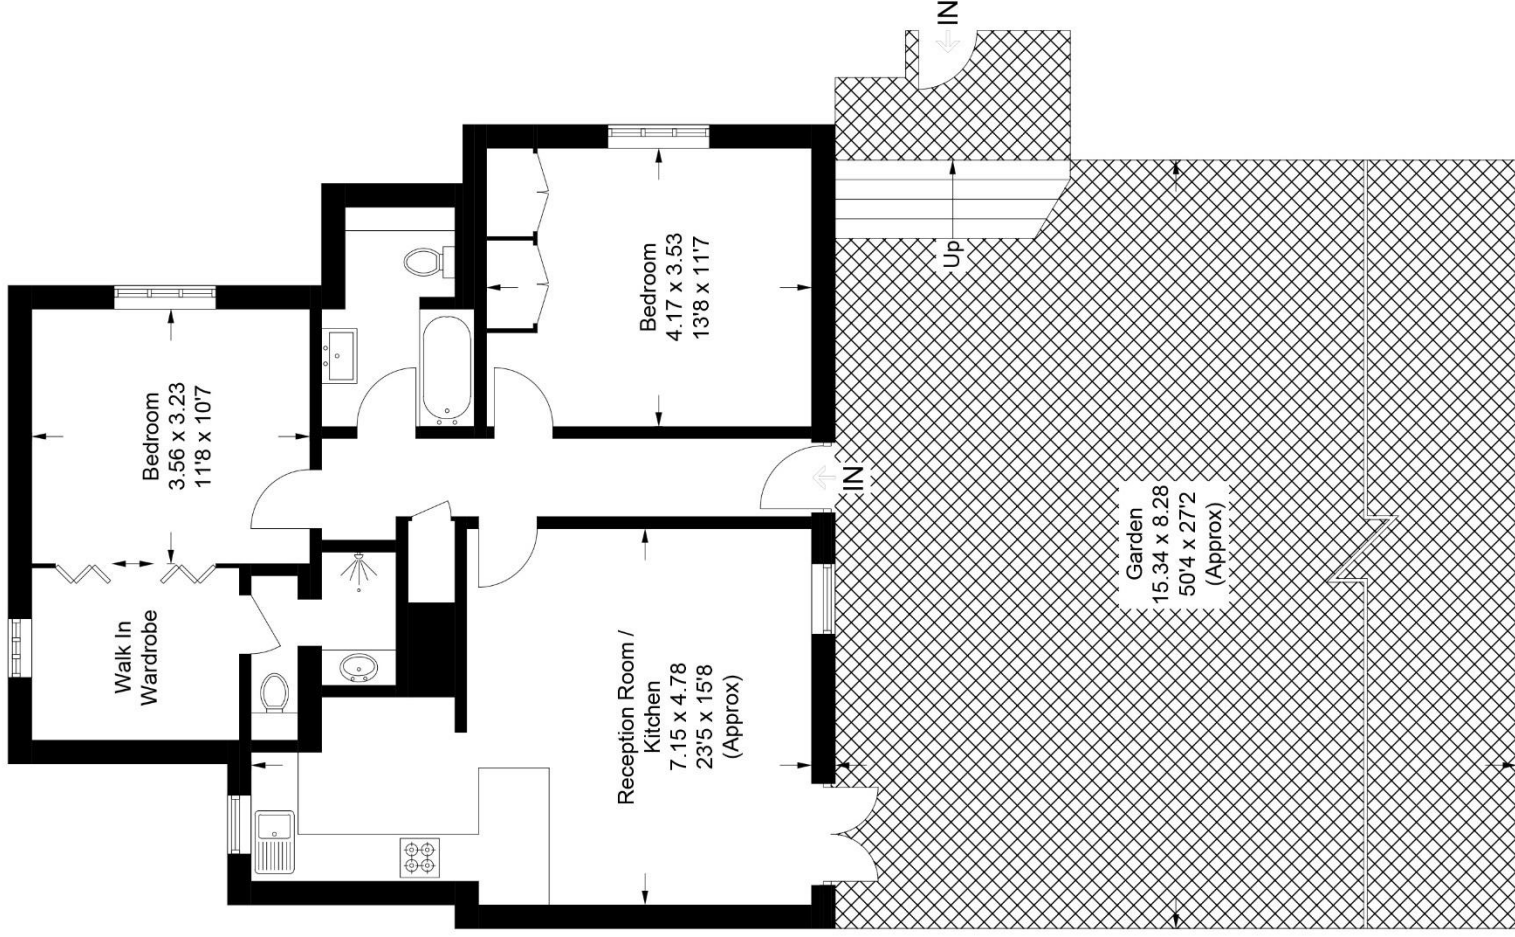 IN
Bedroom
3.56 x 3.23
11'8 x 10'7
Walk In
Wardrobe
Bedroom
4.17 x 3.53
13'8 x 11'7
Up
IN
Reception Room /
Kitchen
7.15 x 4.78
23'5 x 15'8
(Approx)
Garden
15.34 x 8.28
50'4 x 27'2
(Approx)